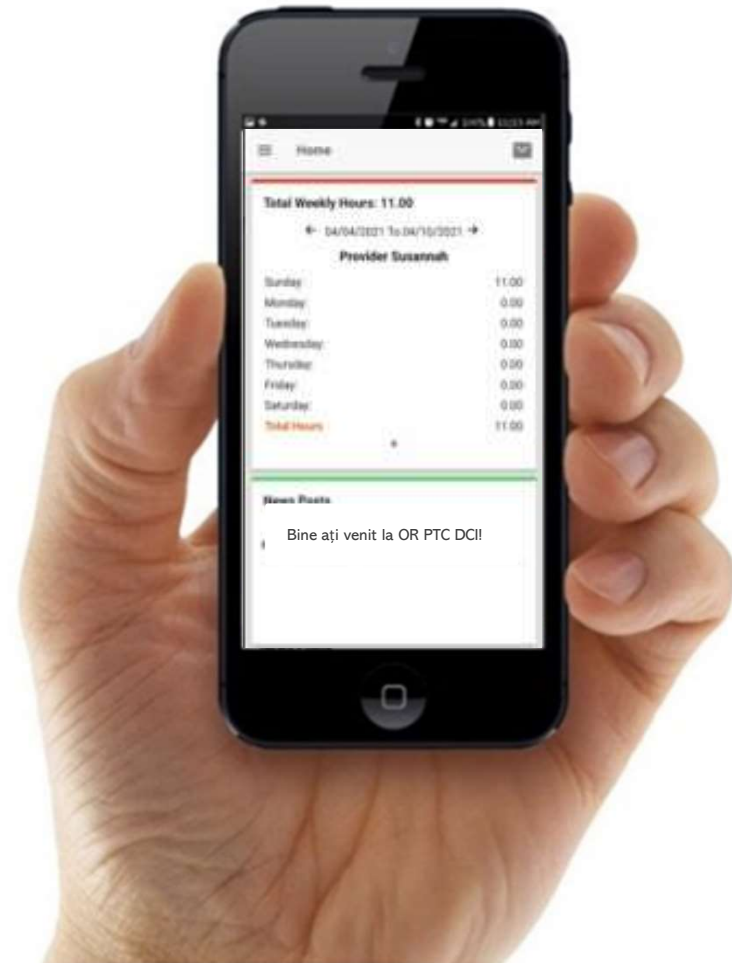 Home
Total Weekly Hours: 11.00
← 04/04/2021 To 04/10/2021 →
Provider Susannah
Sunday: 11.00
Monday: 0.00
Tuesday: 0.00
Wednesday: 0.00
Thursday: 0.00
Friday: 0.00
Saturday: 0.00
Total Hours 11.00
News Posts
Bine ați venit la OR PTC DCI!